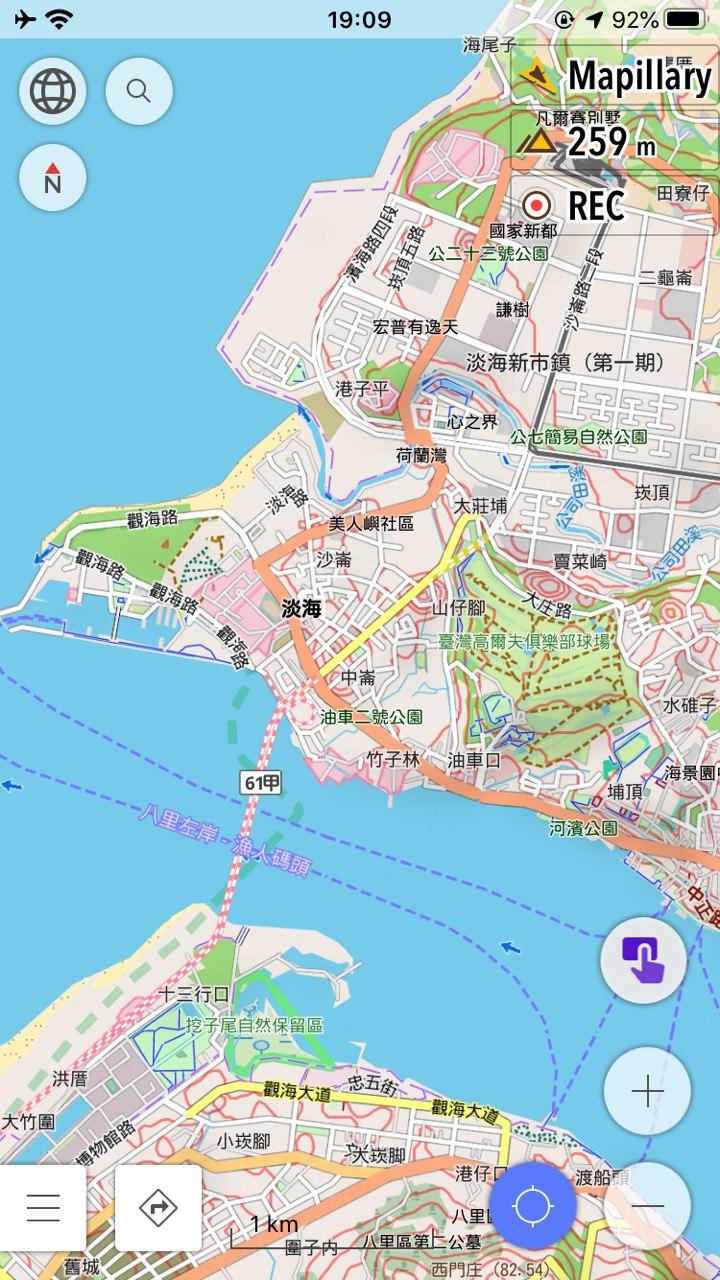 19:09
92%
海尾子
Mapillary
凡爾賽別墅
259 m
N
REC
田寮仔
濱海路四段
崁頂五路
國家新都
公二十三號公園
沙崙路二段
二龜崙
謙樹
宏普有逸天
淡海新市鎮（第一期）
港子平
心之界
公七簡易自然公園
荷蘭灣
淡海路
崁頂
大莊埔
公司田溪
觀海路
美人嶼社區
沙崙
賣菜崎
公司田溪
觀海路
觀海路
大庄路
淡海
山仔腳
觀海路
臺灣高爾夫俱樂部球場
中崙
水碓子
油車二號公園
竹子林
油車口
海景園中
61甲
埔頂
八里左岸 - 漁人碼頭
河濱公園
中正路
十三行口
挖子尾自然保留區
洪厝
忠五街
觀海大道
觀海大道
大竹圍
博物館路
小崁腳
米崁脚
港仔口
渡船頭
1 km
圍子內
八里區第二公墓
舊城
西門庄（82.54）